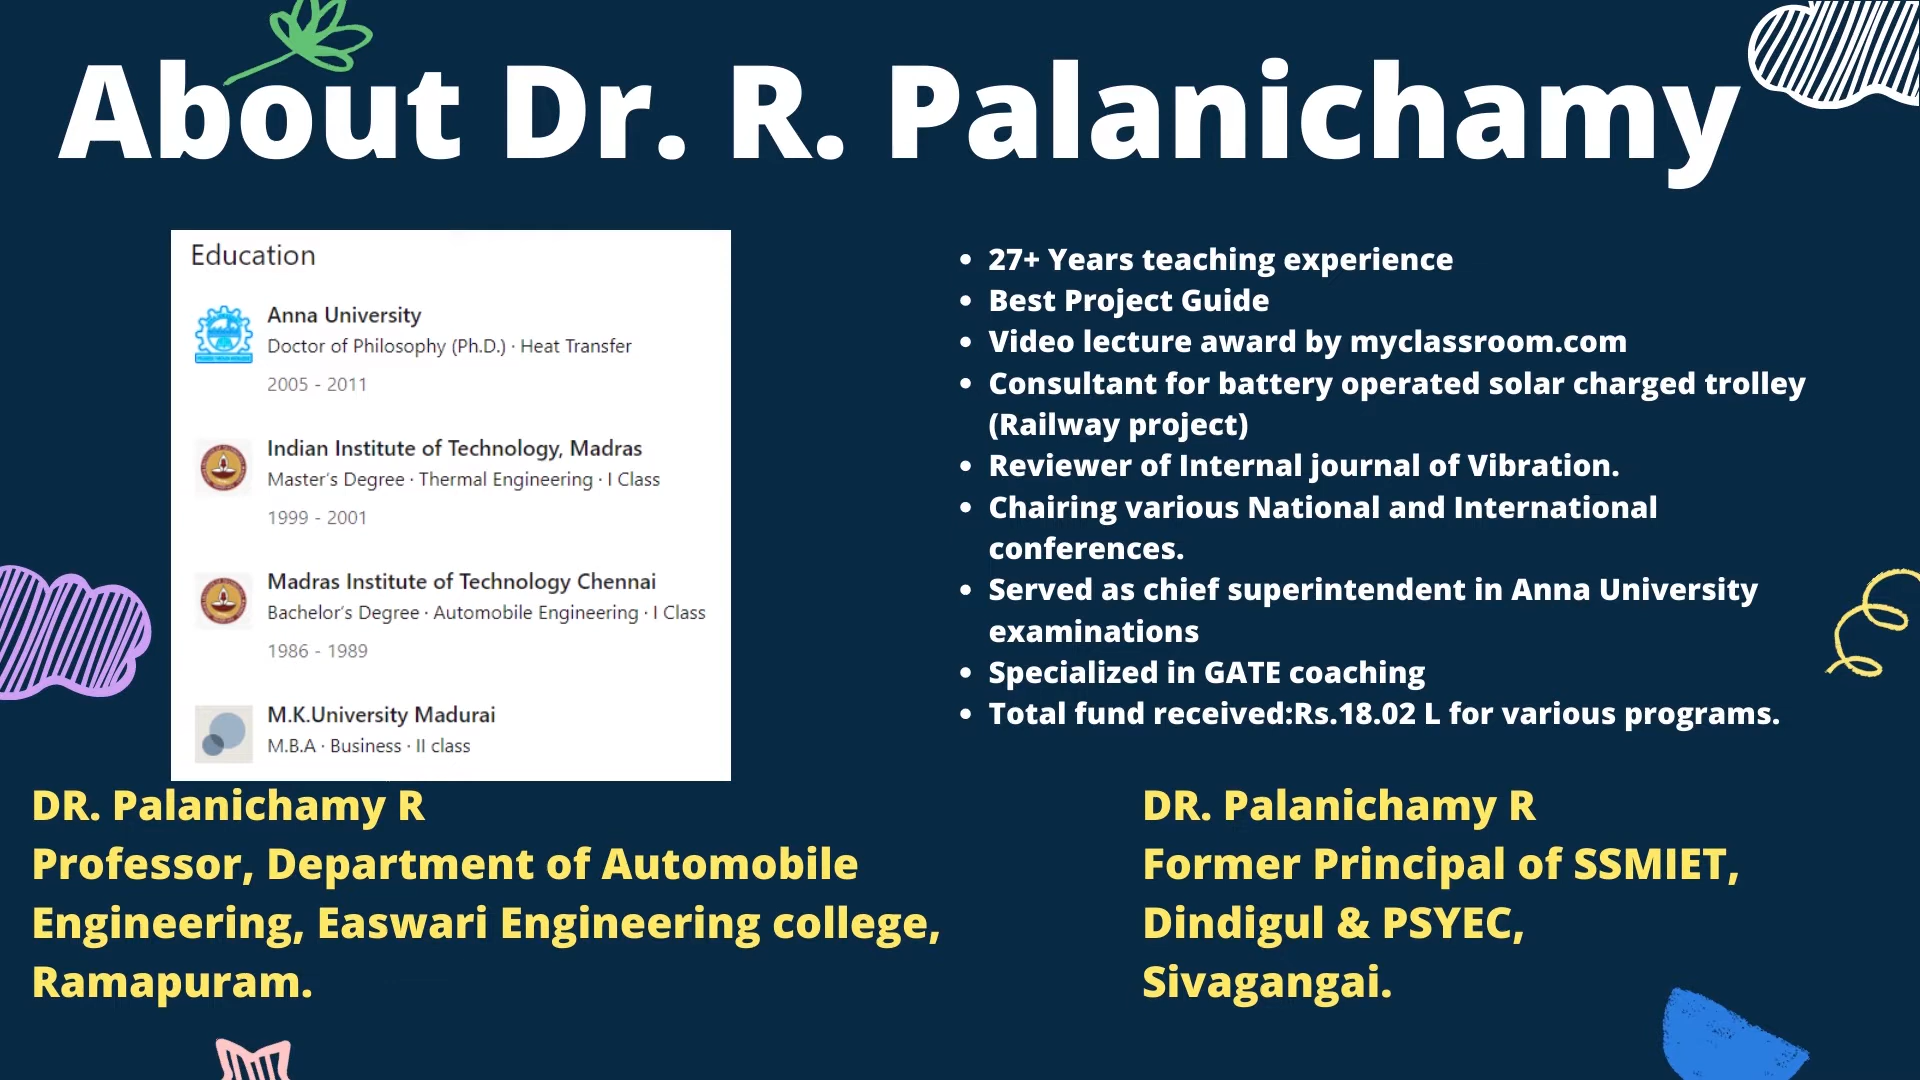 About Dr. R. Palanichamy
Education
Anna University
Doctor of Philosophy (Ph.D.) · Heat Transfer
2005 - 2011
Indian Institute of Technology, Madras
Master's Degree · Thermal Engineering · I Class
1999 - 2001
Madras Institute of Technology Chennai
Bachelor's Degree · Automobile Engineering · I Class
1986 - 1989
M.K.University Madurai
M.B.A · Business · II class
• 27+ Years teaching experience
• Best Project Guide
• Video lecture award by myclassroom.com
• Consultant for battery operated solar charged trolley
(Railway project)
• Reviewer of Internal journal of Vibration.
• Chairing various National and International
conferences.
• Served as chief superintendent in Anna University
examinations
• Specialized in GATE coaching
• Total fund received:Rs.18.02 L for various programs.
DR. Palanichamy R
Professor, Department of Automobile
Engineering, Easwari Engineering college,
Ramapuram.
DR. Palanichamy R
Former Principal of SSMIET,
Dindigul & PSYEC,
Sivagangai.